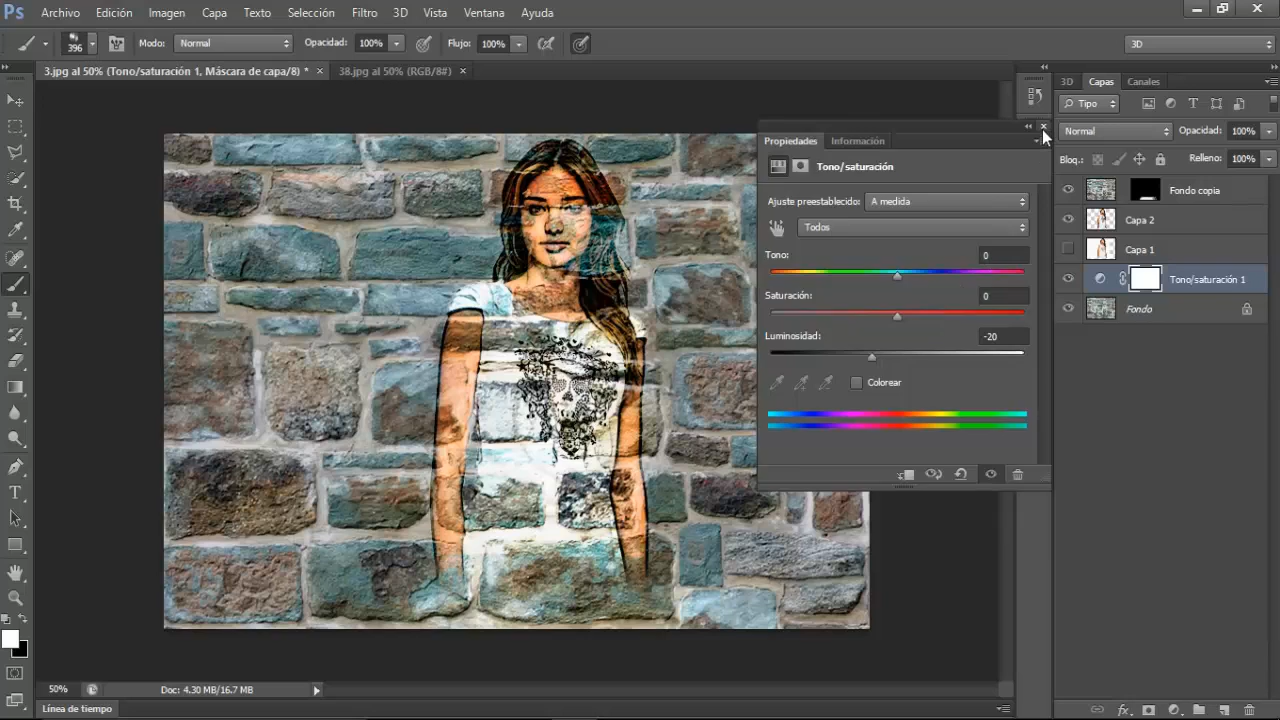 Ps Archivo Edición Imagen Capa Texto Selección Filtro 3D Vista Ventana Ayuda
396 Modo: Normal Opacidad: 100% Flujo: 100% 3D
3.jpg al 50% (Tono/saturación 1, Máscara de capa/8) * 38.jpg al 50% (RGB/8#)
3D Capas Canales
Tipo
Normal Opacidad: 100%
Bloq.: Relleno: 100%
Fondo copia
Capa 2
Capa 1
Tono/saturación 1
Fondo
Propiedades Información
Tono/saturación
Ajuste preestablecido: A medida
Todos
Tono: 0
Saturación: 0
Luminosidad: -20
Colorear
T
50% Doc: 4.30 MB/16.7 MB
Línea de tiempo